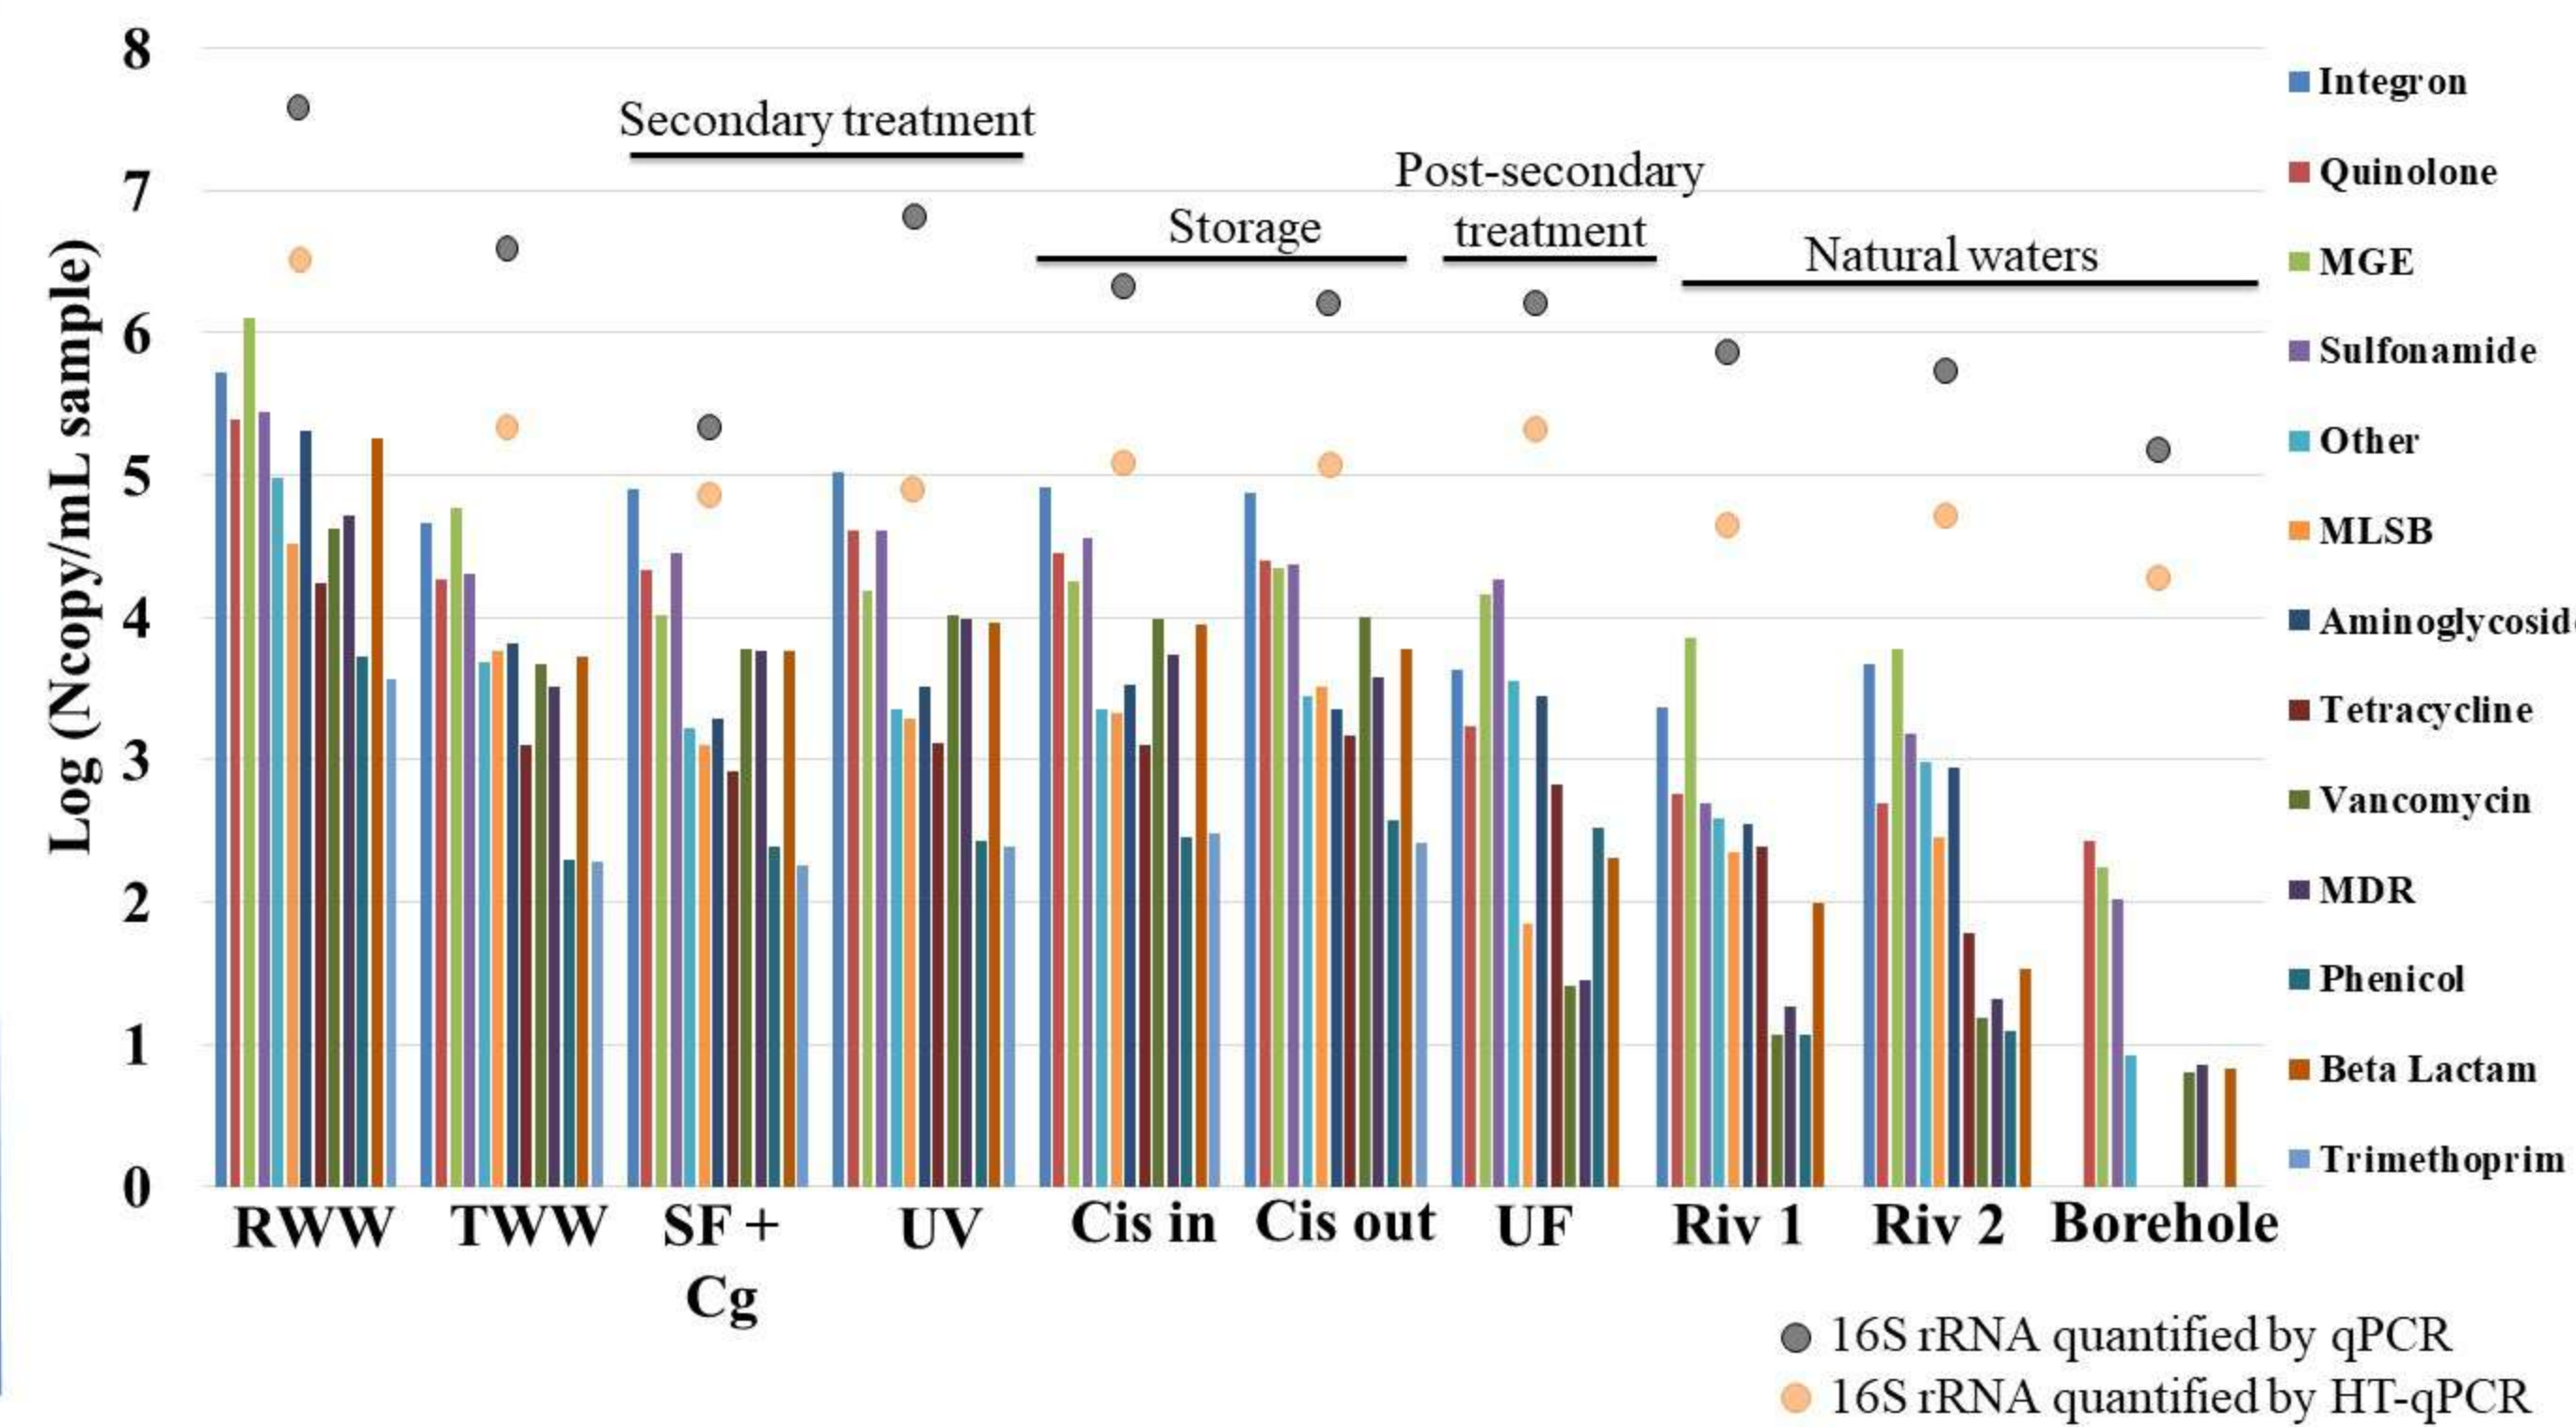 8
7
6
5
4
3
2
1
0
Log (Ncopy/mL sample)
Secondary treatment
Storage
Post-secondary
treatment
Natural waters
RWW
TWW
SF +
Cg
UV
Cis in
Cis out
UF
Riv 1
Riv 2
Borehole
Integron
Quinolone
MGE
Sulfonamide
Other
MLSB
Aminoglycosid
Tetracycline
Vancomycin
MDR
Phenicol
Beta Lactam
Trimethoprim
16S rRNA quantified by qPCR
16S rRNA quantified by HT-qPCR